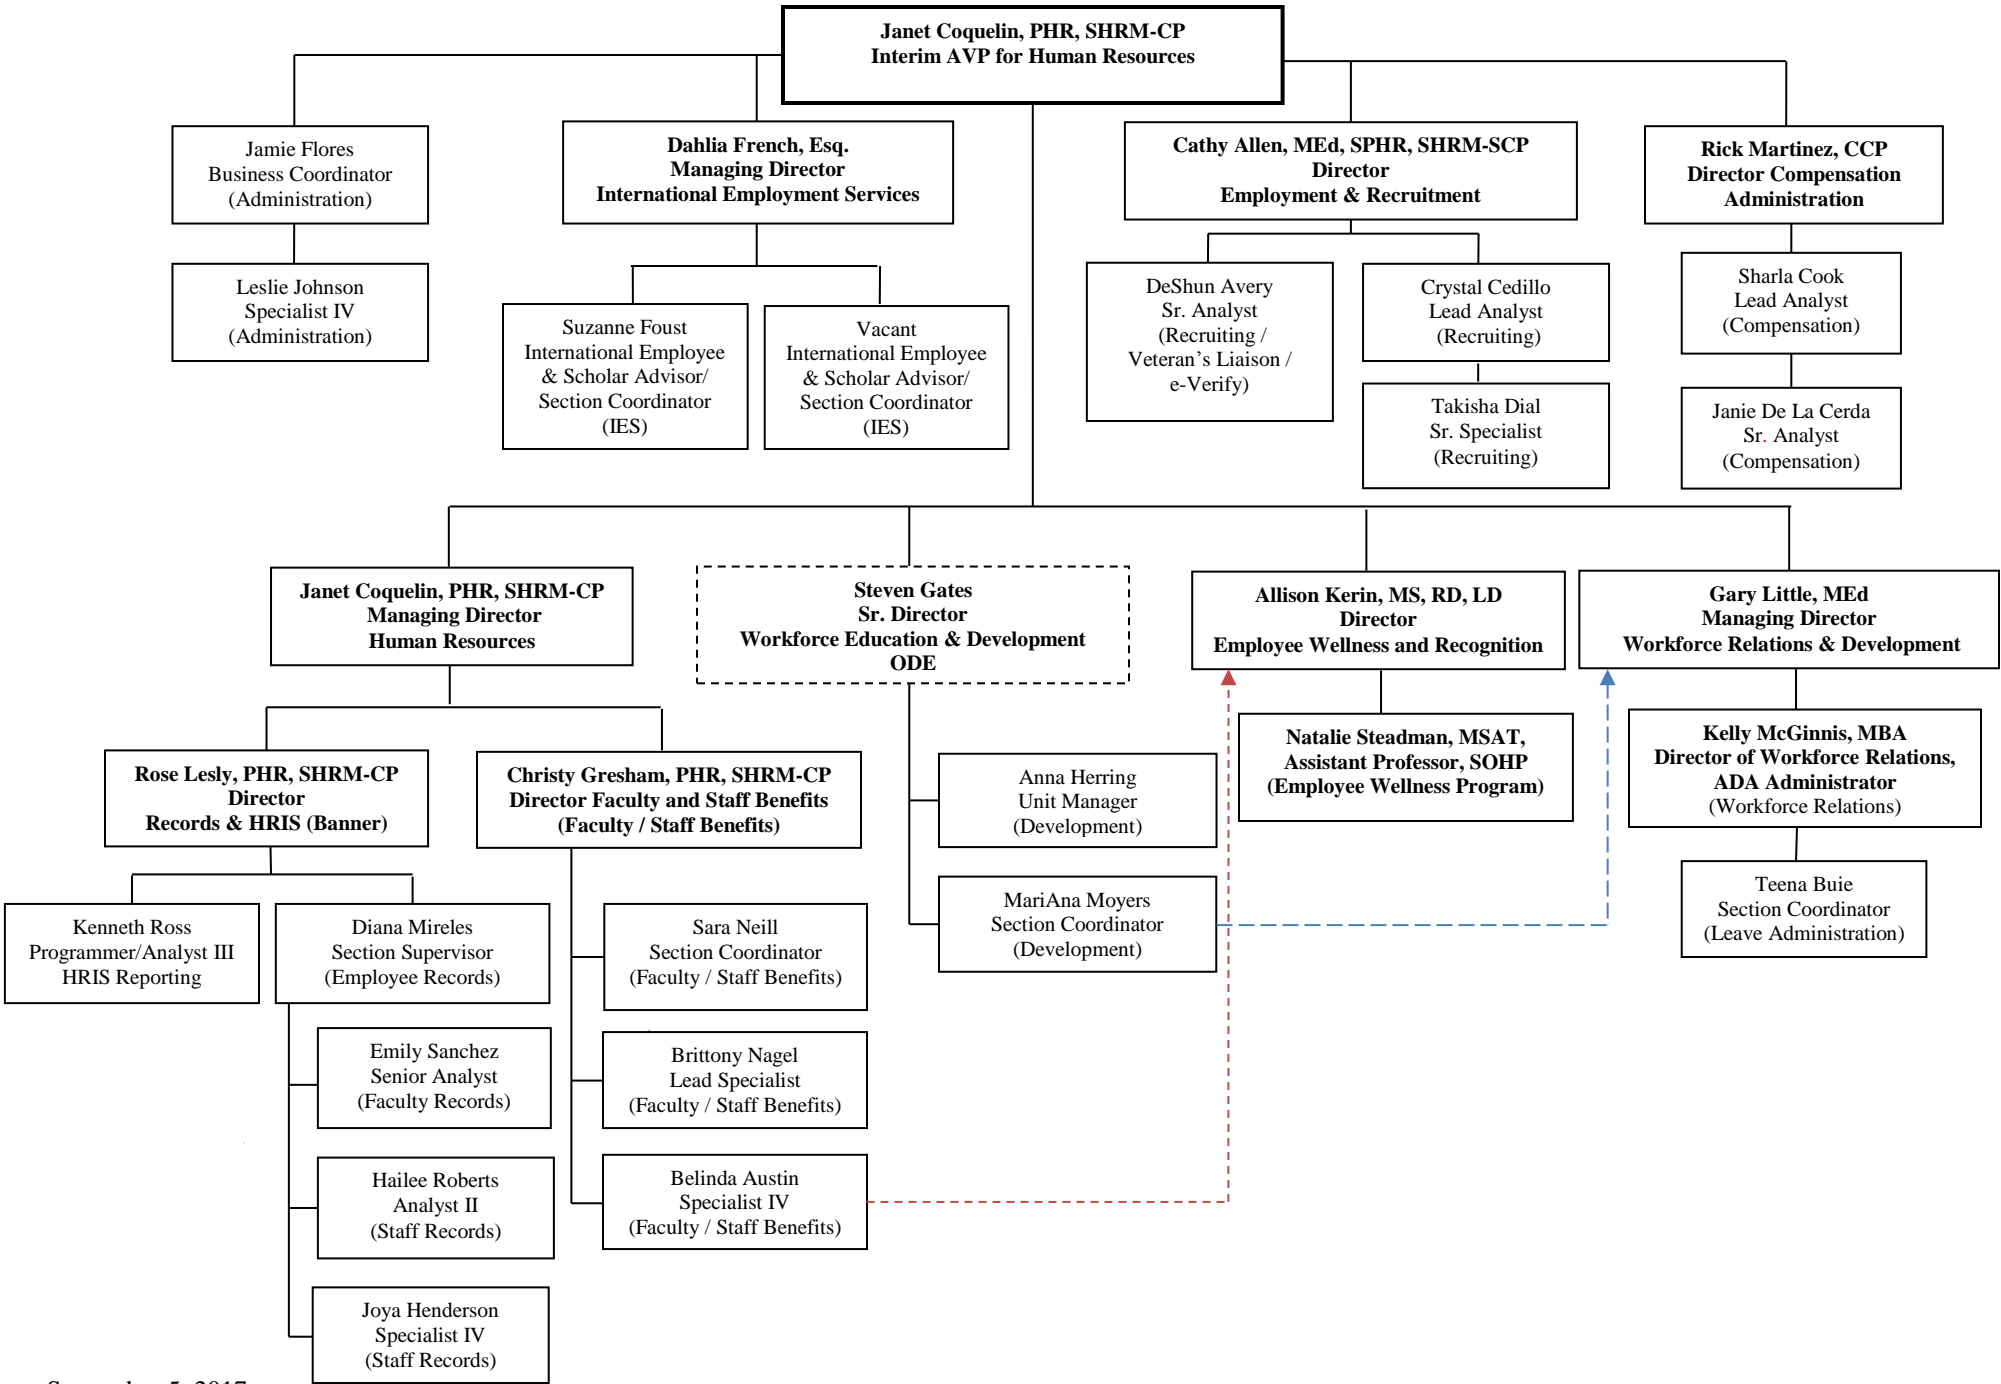 Janet Coquelin, PHR, SHRM-CP
Interim AVP for Human Resources
Jamie Flores
Business Coordinator
(Administration)
Leslie Johnson
Specialist IV
(Administration)
Dahlia French, Esq.
Managing Director
International Employment Services
Suzanne Foust
International Employee
& Scholar Advisor/
Section Coordinator
(IES)
Vacant
International Employee
& Scholar Advisor/
Section Coordinator
(IES)
Cathy Allen, MEd, SPHR, SHRM-SCP
Director
Employment & Recruitment
DeShun Avery
Sr. Analyst
(Recruiting /
Veteran’s Liaison /
e-Verify)
Crystal Cedillo
Lead Analyst
(Recruiting)
Takisha Dial
Sr. Specialist
(Recruiting)
Rick Martinez, CCP
Director Compensation
Administration
Sharla Cook
Lead Analyst
(Compensation)
Janie De La Cerda
Sr. Analyst
(Compensation)
Janet Coquelin, PHR, SHRM-CP
Managing Director
Human Resources
Rose Lesly, PHR, SHRM-CP
Director
Records & HRIS (Banner)
Kenneth Ross
Programmer/Analyst III
HRIS Reporting
Diana Mireles
Section Supervisor
(Employee Records)
Emily Sanchez
Senior Analyst
(Faculty Records)
Hailee Roberts
Analyst II
(Staff Records)
Joya Henderson
Specialist IV
(Staff Records)
Christy Gresham, PHR, SHRM-CP
Director Faculty and Staff Benefits
(Faculty / Staff Benefits)
Sara Neill
Section Coordinator
(Faculty / Staff Benefits)
Brittony Nagel
Lead Specialist
(Faculty / Staff Benefits)
Belinda Austin
Specialist IV
(Faculty / Staff Benefits)
Steven Gates
Sr. Director
Workforce Education & Development
ODE
Anna Herring
Unit Manager
(Development)
MariAna Moyers
Section Coordinator
(Development)
Allison Kerin, MS, RD, LD
Director
Employee Wellness and Recognition
Natalie Steadman, MSAT,
Assistant Professor, SOHP
(Employee Wellness Program)
Gary Little, MEd
Managing Director
Workforce Relations & Development
Kelly McGinnis, MBA
Director of Workforce Relations,
ADA Administrator
(Workforce Relations)
Teena Buie
Section Coordinator
(Leave Administration)
September 5, 2017